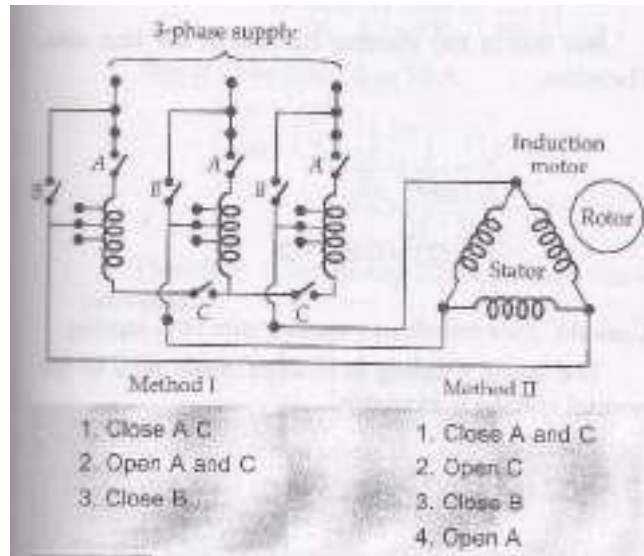 3-phase supply
A
A
A
B
B
B
Induction
motor
Rotor
Stator
C
C
Method I
Method II
1. Close A C
2. Open A and C
3. Close B
1. Close A and C
2. Open C
3. Close B
4. Open A